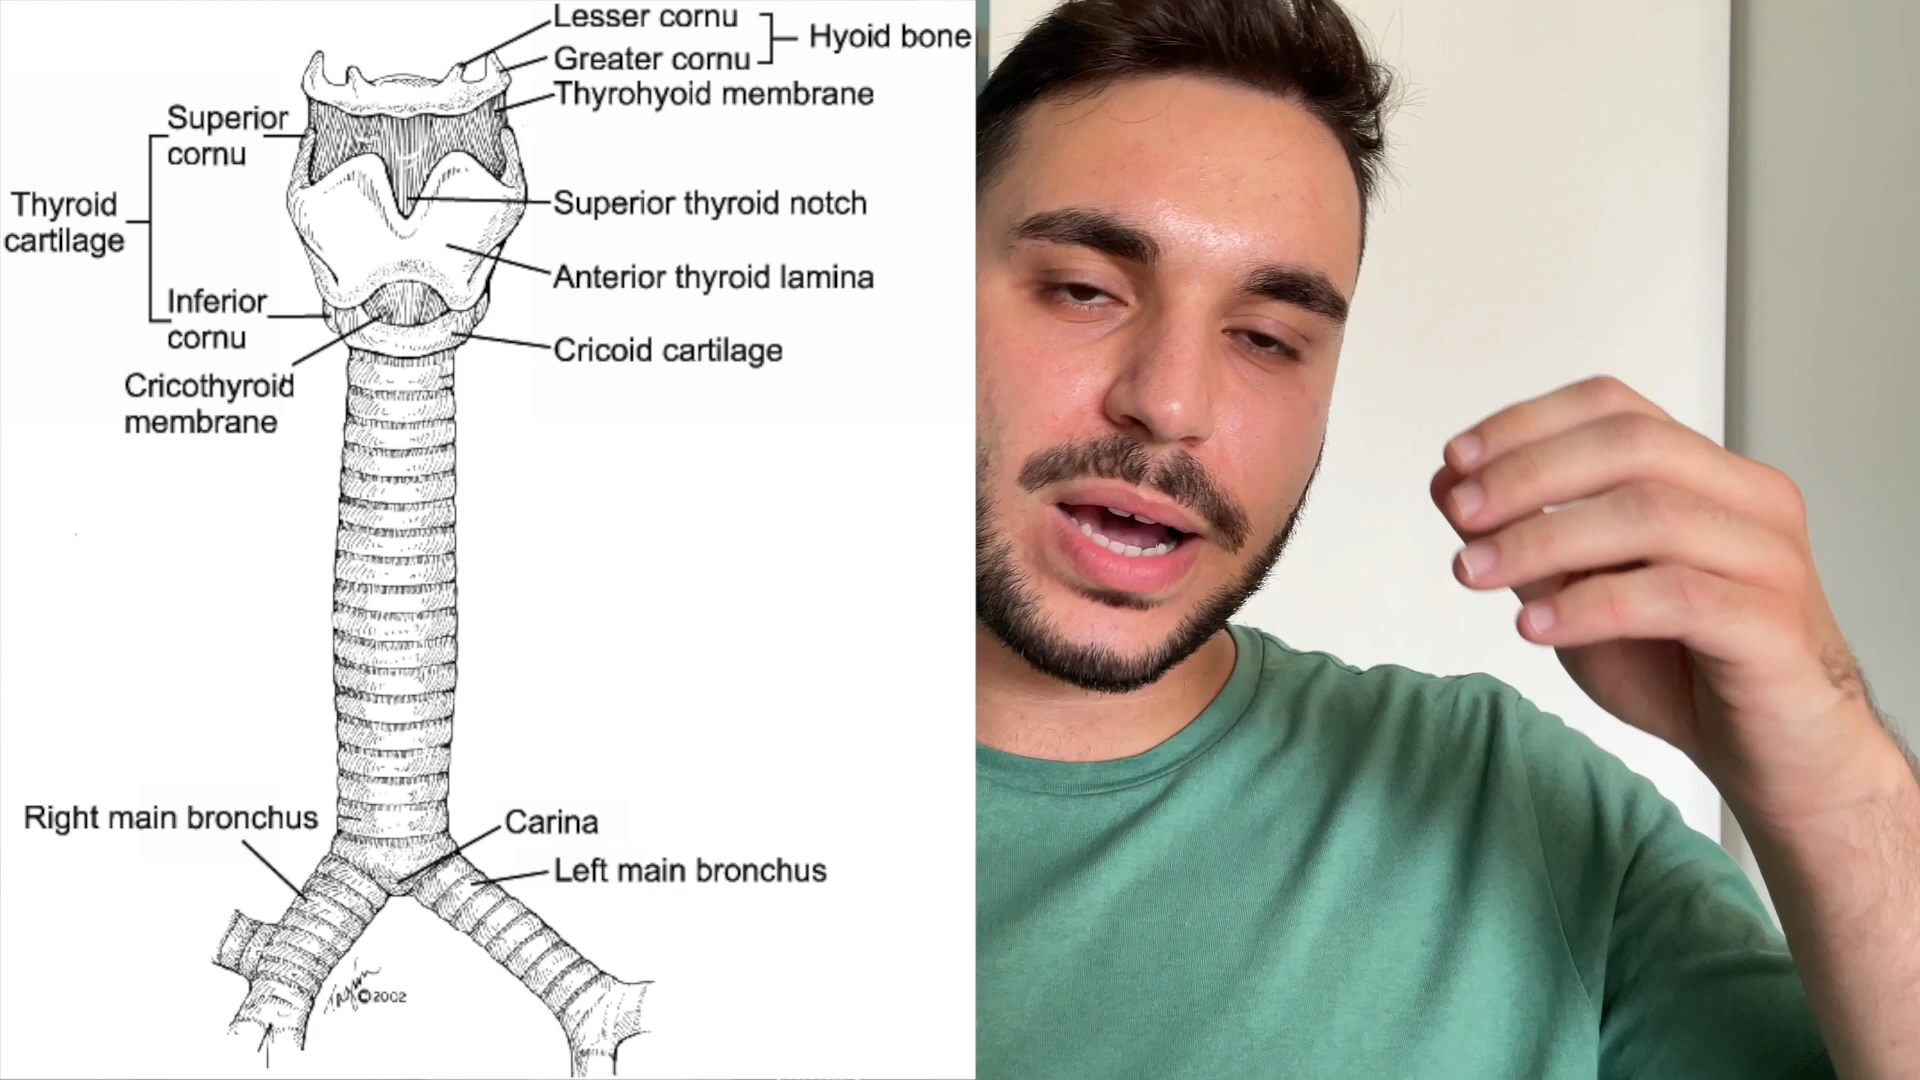 Lesser cornu
Hyoid bone
Greater cornu
Thyrohyoid membrane
Superior
cornu
Thyroid
cartilage
Superior thyroid notch
Anterior thyroid lamina
Inferior
cornu
Cricoid cartilage
Cricothyroid
membrane
Right main bronchus
Carina
Left main bronchus
©2002